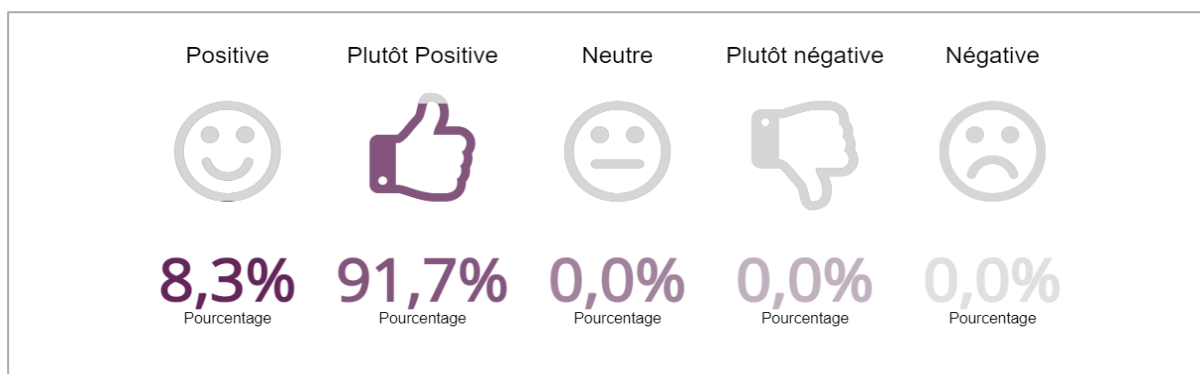 Positive Plutôt Positive Neutre Plutôt négative Négative
8,3% 91,7% 0,0% 0,0% 0,0%
Pourcentage Pourcentage Pourcentage Pourcentage Pourcentage